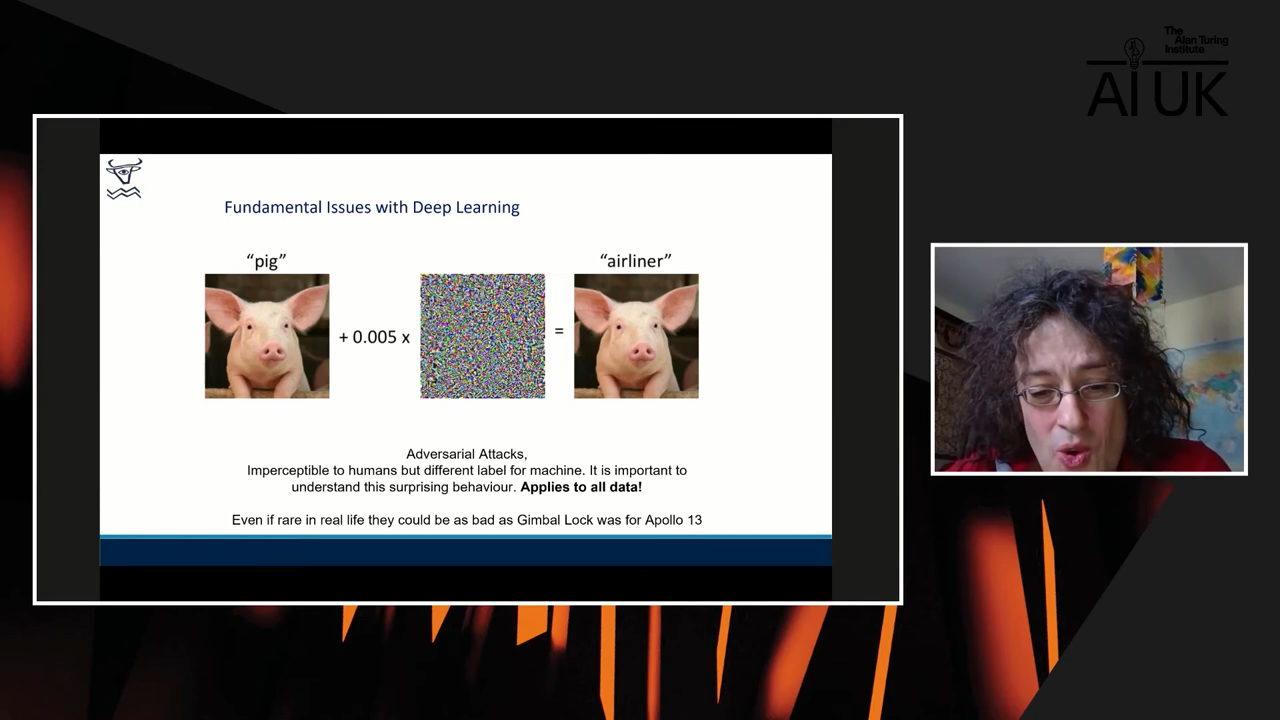 The
Alan Turing
Institute
AI UK
Fundamental Issues with Deep Learning
“pig”
“airliner”
+ 0.005 x
=
Adversarial Attacks,
Imperceptible to humans but different label for machine. It is important to
understand this surprising behaviour. Applies to all data!
Even if rare in real life they could be as bad as Gimbal Lock was for Apollo 13